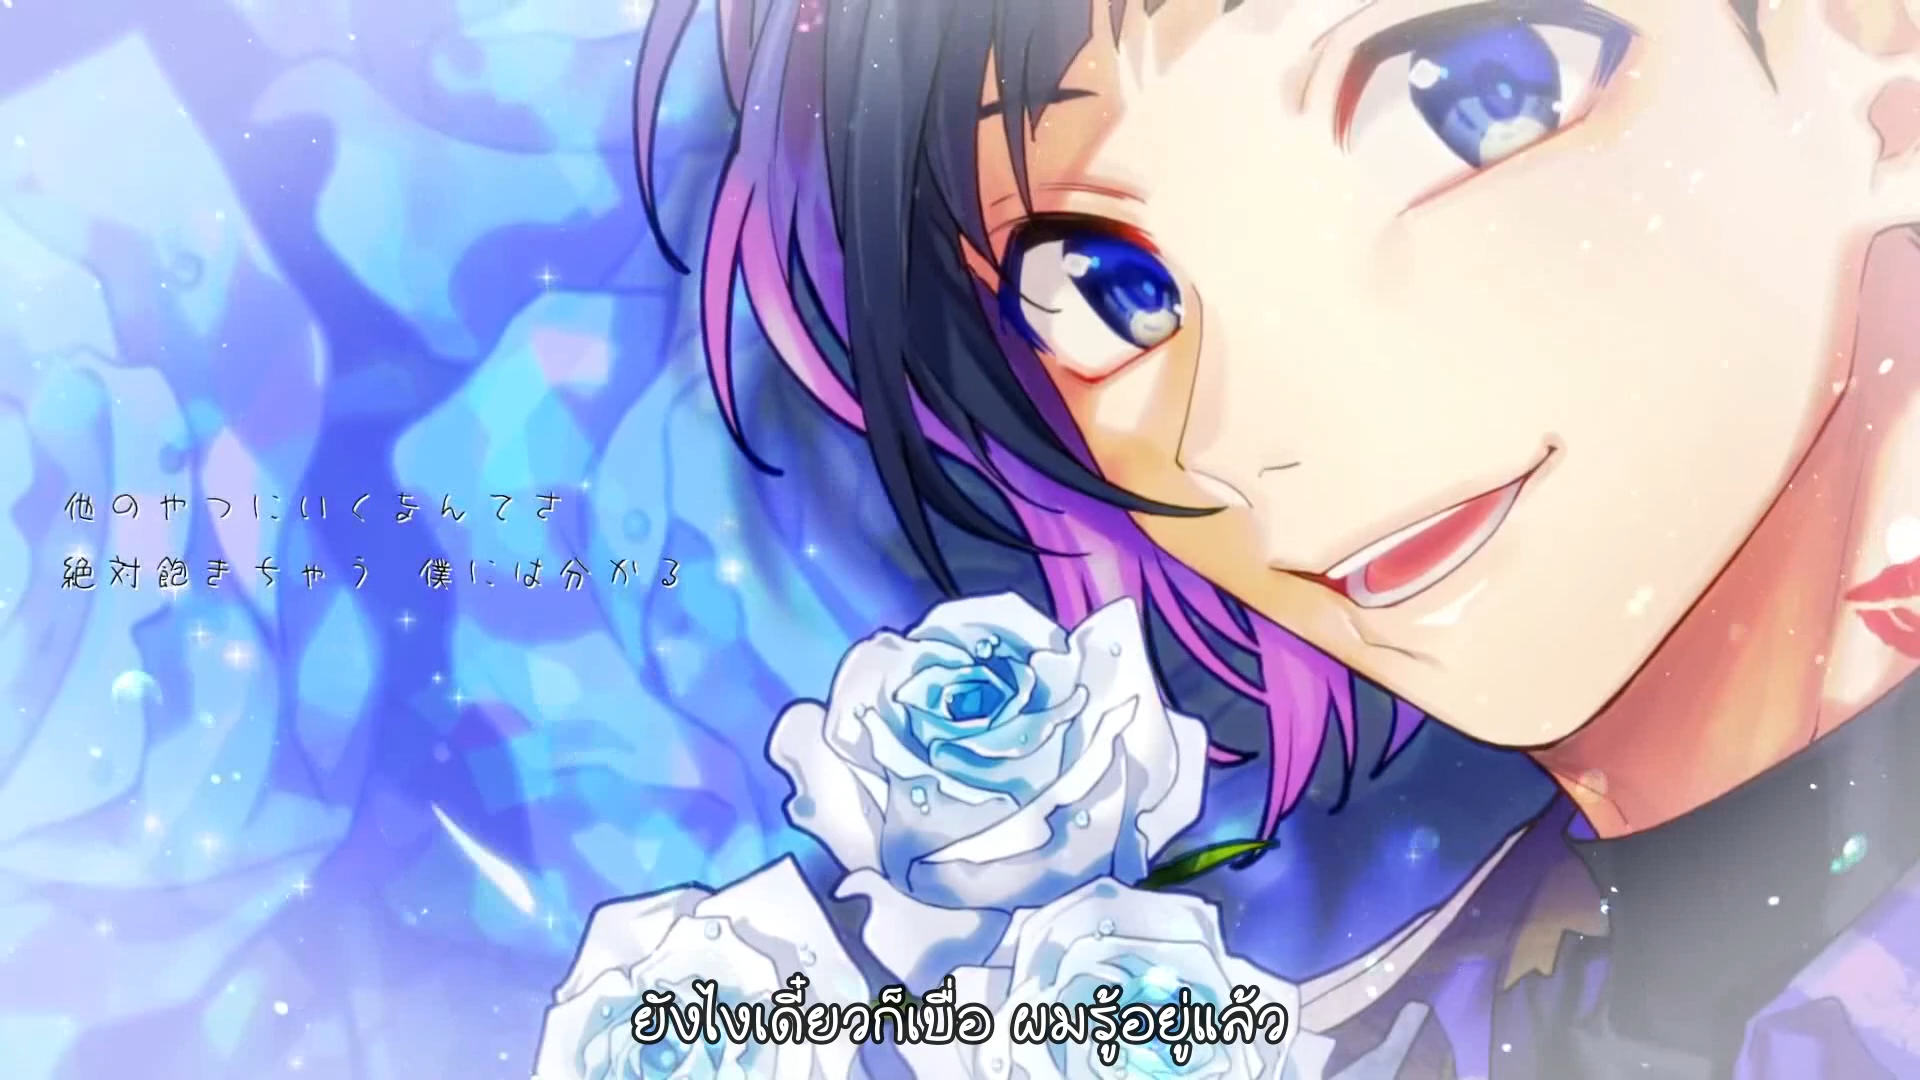 他のやつにいくなんてさ
絶対飽きちゃう 僕には分かる
ยังไงเดี๋ยวก็เบื่อ ผมรู้อยู่แล้ว